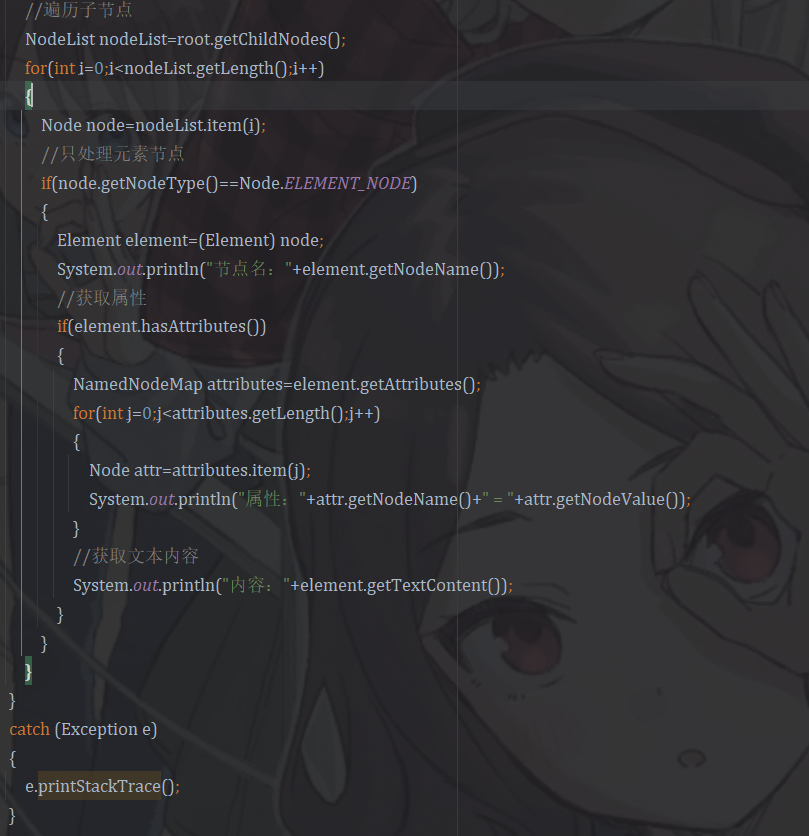 //遍历子节点
NodeList nodeList=root.getChildNodes();
for(int i=0;i<nodeList.getLength();i++)
{
Node node=nodeList.item(i);
//只处理元素节点
if(node.getNodeType()==Node.ELEMENT_NODE)
{
Element element=(Element) node;
System.out.println("节点名："+element.getNodeName());
//获取属性
if(element.hasAttributes())
{
NamedNodeMap attributes=element.getAttributes();
for(int j=0;j<attributes.getLength();j++)
{
Node attr=attributes.item(j);
System.out.println("属性："+attr.getNodeName()+" = "+attr.getNodeValue());
}
//获取文本内容
System.out.println("内容："+element.getTextContent());
}
}
}
}
catch (Exception e)
{
e.printStackTrace();
}